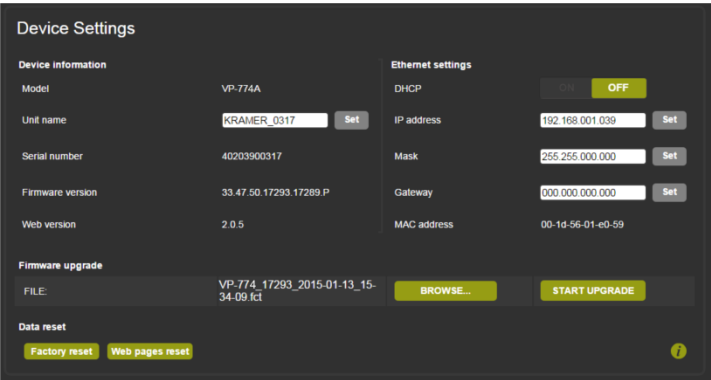 Device Settings
Device information
Ethernet settings
Model
VP-774A
DHCP
ON
OFF
Unit name
KRAMER_0317
Set
IP address
192.168.001.039
Set
Serial number
40203900317
Mask
255.255.000.000
Set
Firmware version
33.47.50.17293.17289.P
Gateway
000.000.000.000
Set
Web version
2.0.5
MAC address
00-1d-56-01-e0-59
Firmware upgrade
FILE:
VP-774_17293_2015-01-13_15-
34-09.fct
BROWSE...
START UPGRADE
Data reset
Factory reset
Web pages reset
i